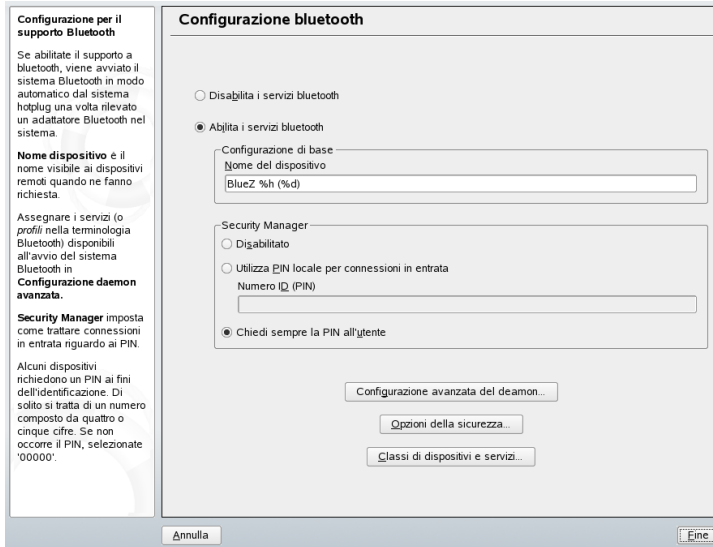 Configurazione per il
supporto Bluetooth
Se abilitate il supporto a
bluetooth, viene avviato il
sistema Bluetooth in modo
automatico dal sistema
hotplug una volta rilevato
un adattatore Bluetooth nel
sistema.
Nome dispositivo è il
nome visibile ai dispositivi
remoti quando ne fanno
richiesta.
Assegnare i servizi (o
profili nella terminologia
Bluetooth) disponibili
all'avvio del sistema
Bluetooth in
Configurazione daemon
avanzata.
Security Manager imposta
come trattare connessioni
in entrata riguardo ai PIN.
Alcuni dispositivi
richiedono un PIN ai fini
dell'identificazione. Di
solito si tratta di un numero
composto da quattro o
cinque cifre. Se non
occorre il PIN, selezionate
'00000'.
Configurazione bluetooth
Disabilita i servizi bluetooth
Abilita i servizi bluetooth
Configurazione di base
Nome del dispositivo
BlueZ %h (%d)
Security Manager
Disabilitato
Utilizza PIN locale per connessioni in entrata
Numero ID (PIN)
Chiedi sempre la PIN all'utente
Configurazione avanzata del deamon...
Opzioni della sicurezza...
Classi di dispositivi e servizi...
Annulla
Fine